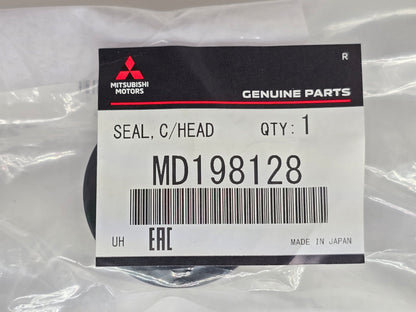 R
MITSUBISHI
MOTORS
GENUINE PARTS
SEAL, C/HEAD QTY: 1
MD198128
UH EAC MADE IN JAPAN